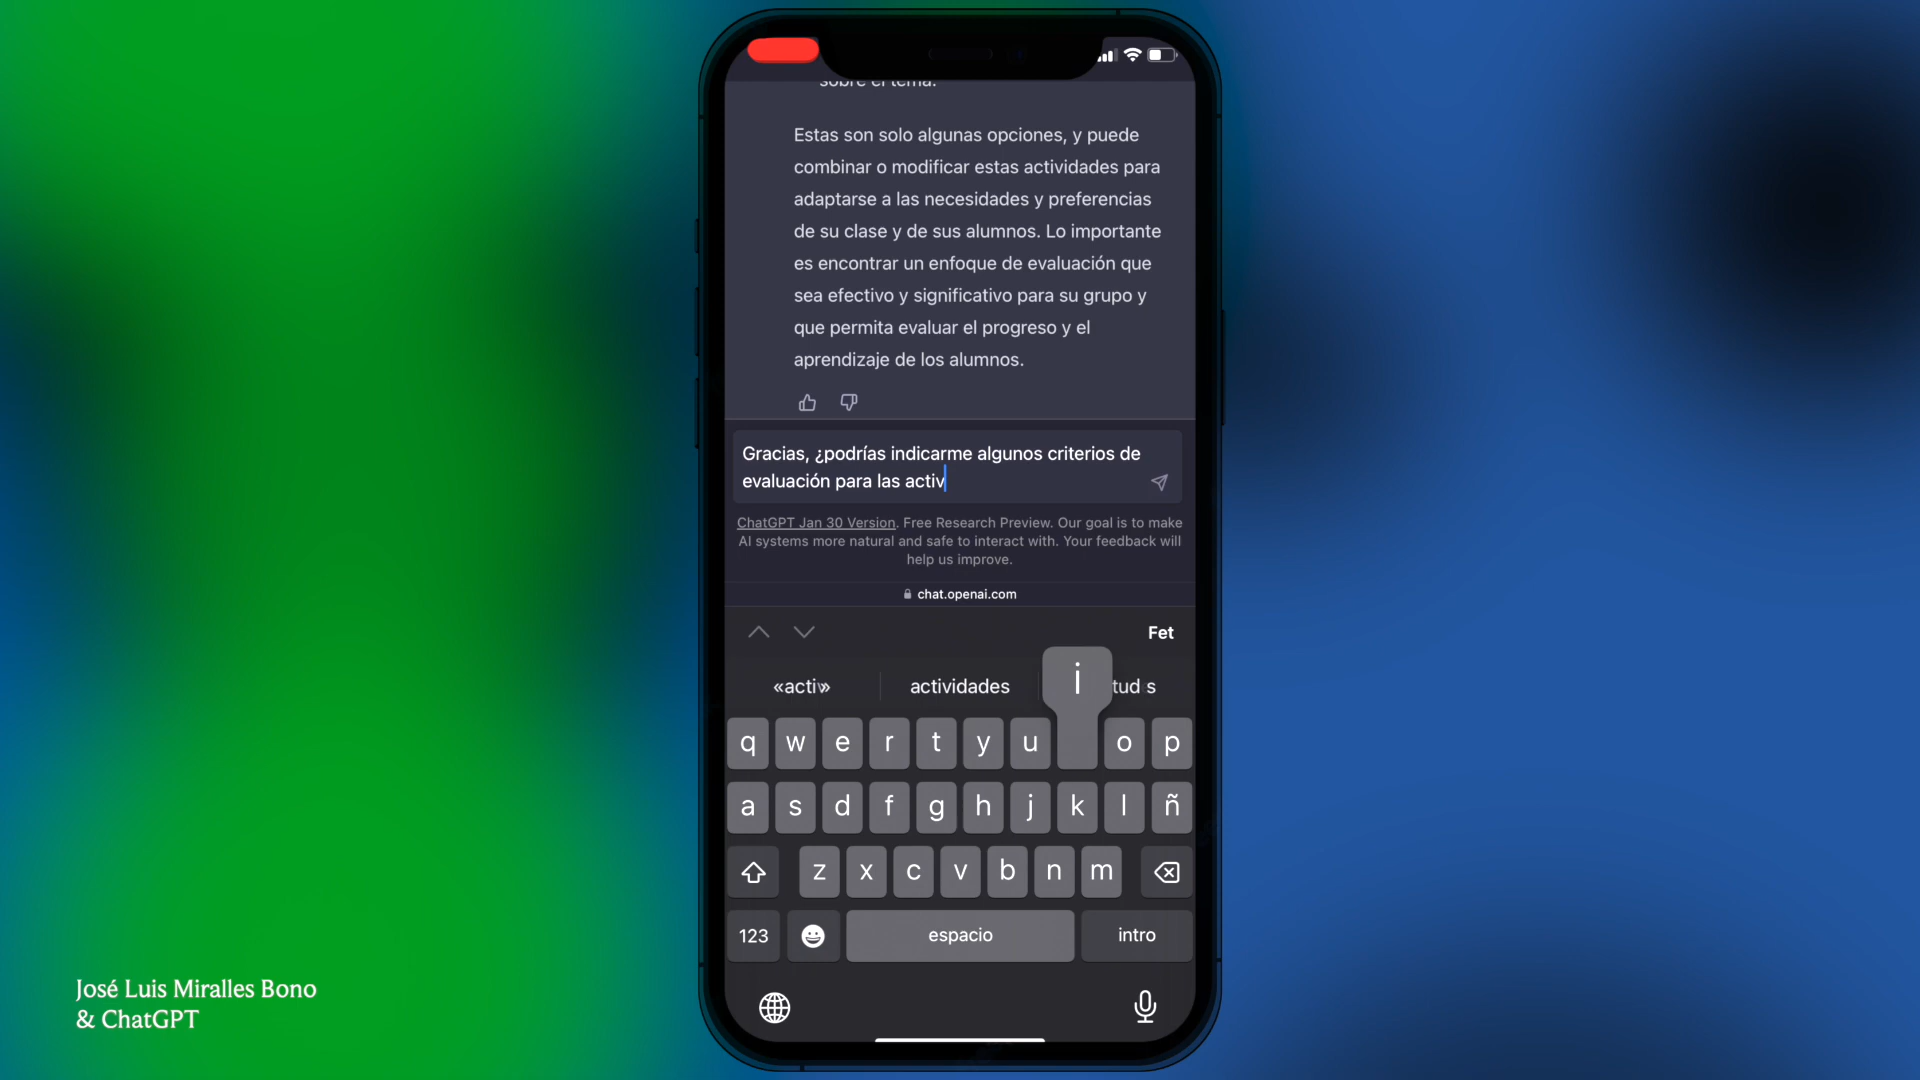 sobre el tema.
Estas son solo algunas opciones, y puede
combinar o modificar estas actividades para
adaptarse a las necesidades y preferencias
de su clase y de sus alumnos. Lo importante
es encontrar un enfoque de evaluación que
sea efectivo y significativo para su grupo y
que permita evaluar el progreso y el
aprendizaje de los alumnos.
Gracias, ¿podrías indicarme algunos criterios de
evaluación para las activ
ChatGPT Jan 30 Version. Free Research Preview. Our goal is to make
AI systems more natural and safe to interact with. Your feedback will
help us improve.
chat.openai.com
Fet
«activ» actividades tud s
i
q w e r t y u o p
a s d f g h j k l ñ
z x c v b n m
123 espacio intro
José Luis Miralles Bono
& ChatGPT